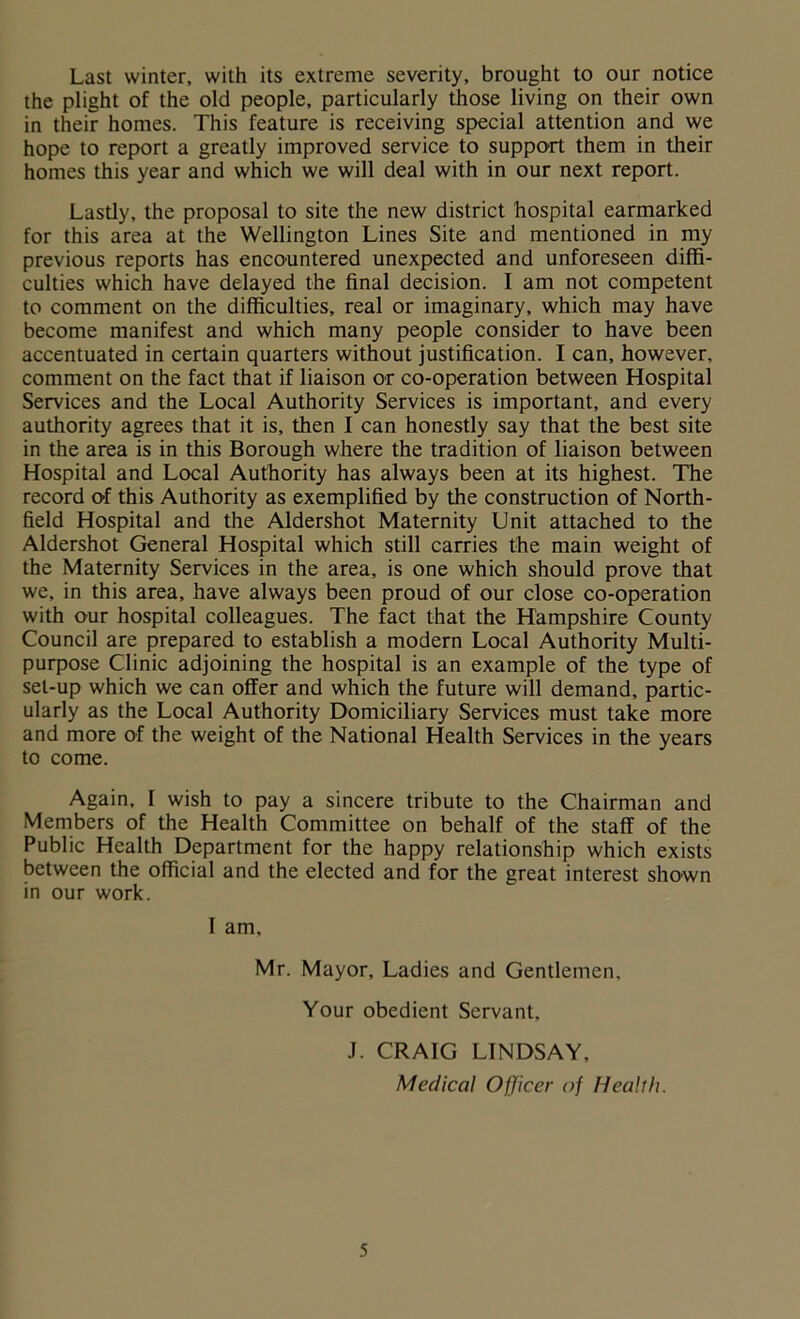 Last winter, with its extreme severity, brought to our notice
the plight of the old people, particularly those living on their own
in their homes. This feature is receiving special attention and we
hope to report a greatly improved service to support them in their
homes this year and which we will deal with in our next report.
Lastly, the proposal to site the new district hospital earmarked
for this area at the Wellington Lines Site and mentioned in my
previous reports has encountered unexpected and unforeseen diffi-
culties which have delayed the final decision. I am not competent
to comment on the difficulties, real or imaginary, which may have
become manifest and which many people consider to have been
accentuated in certain quarters without justification. I can, however,
comment on the fact that if liaison or co-operation between Hospital
Services and the Local Authority Services is important, and every
authority agrees that it is, then I can honestly say that the best site
in the area is in this Borough where the tradition of liaison between
Hospital and Local Authority has always been at its highest. The
record of this Authority as exemplified by the construction of North-
field Hospital and the Aldershot Maternity Unit attached to the
Aldershot General Hospital which still carries the main weight of
the Maternity Services in the area, is one which should prove that
we, in this area, have always been proud of our close co-operation
with our hospital colleagues. The fact that the Hampshire County
Council are prepared to establish a modern Local Authority Multi-
purpose Clinic adjoining the hospital is an example of the type of
set-up which we can offer and which the future will demand, partic-
ularly as the Local Authority Domiciliary Services must take more
and more of the weight of the National Health Services in the years
to come.
Again, I wish to pay a sincere tribute to the Chairman and
Members of the Health Committee on behalf of the staff of the
Public Health Department for the happy relationship which exists
between the official and the elected and for the great interest shown
in our work.
I am,
Mr. Mayor, Ladies and Gentlemen,
Your obedient Servant,
J. CRAIG LINDSAY,
Medical Officer of Health.
5